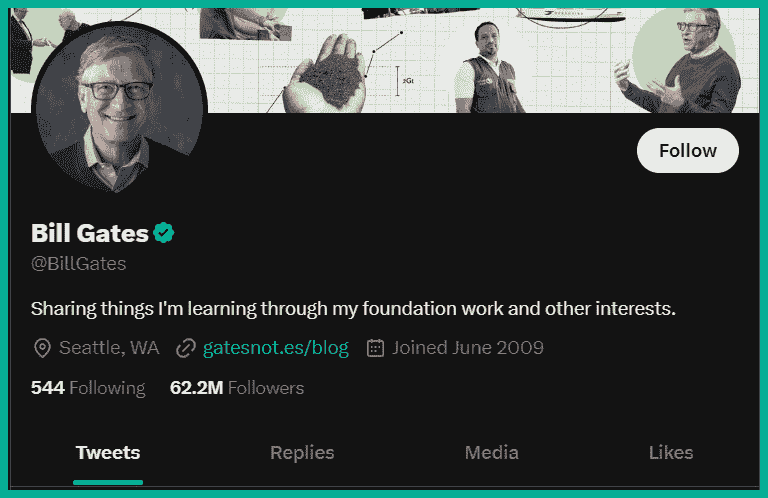 2Gt
Follow
Bill Gates
@BillGates
Sharing things I'm learning through my foundation work and other interests.
Seattle, WA gatesnot.es/blog Joined June 2009
544 Following 62.2M Followers
Tweets Replies Media Likes